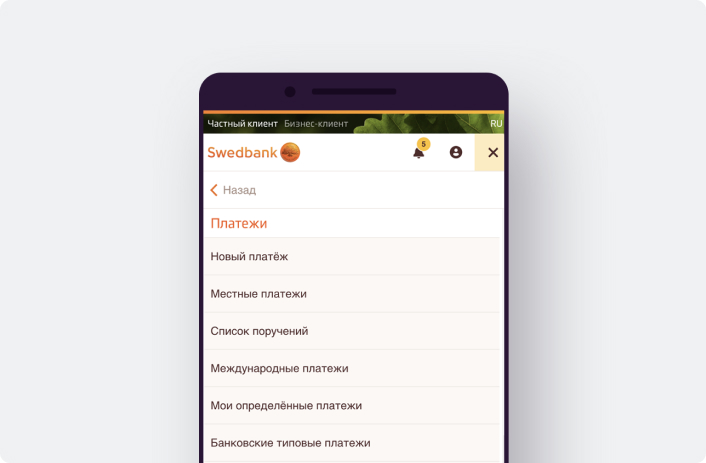 Частный клиент Бизнес-клиент RU
Swedbank 5
Назад
Платежи
Новый платёж
Местные платежи
Список поручений
Международные платежи
Мои определённые платежи
Банковские типовые платежи